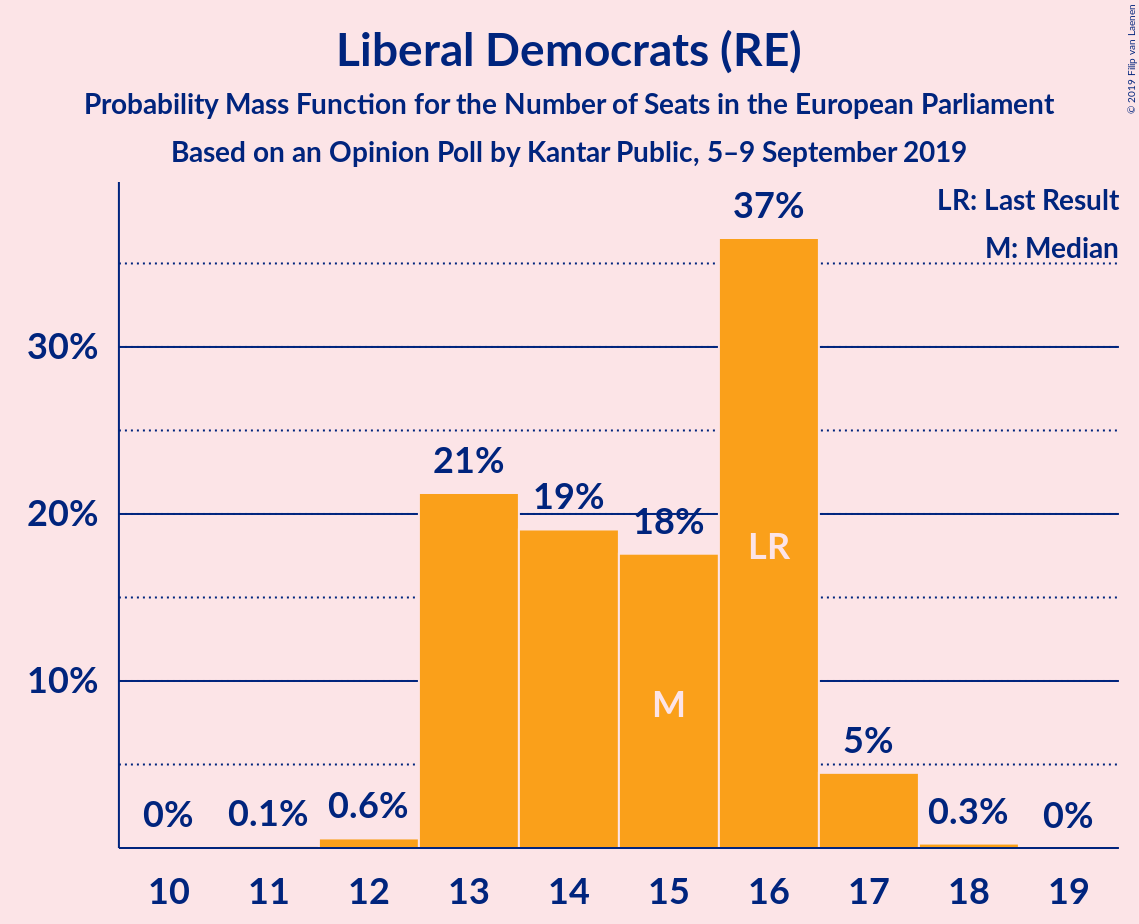 Liberal Democrats (RE)
Probability Mass Function for the Number of Seats in the European Parliament
Based on an Opinion Poll by Kantar Public, 5–9 September 2019
© 2019 Filip van Laenen
LR: Last Result
M: Median
30%
20%
10%
0%
0.1%
0.6%
21%
19%
18%
37%
5%
0.3%
0%
M
LR
10 11 12 13 14 15 16 17 18 19